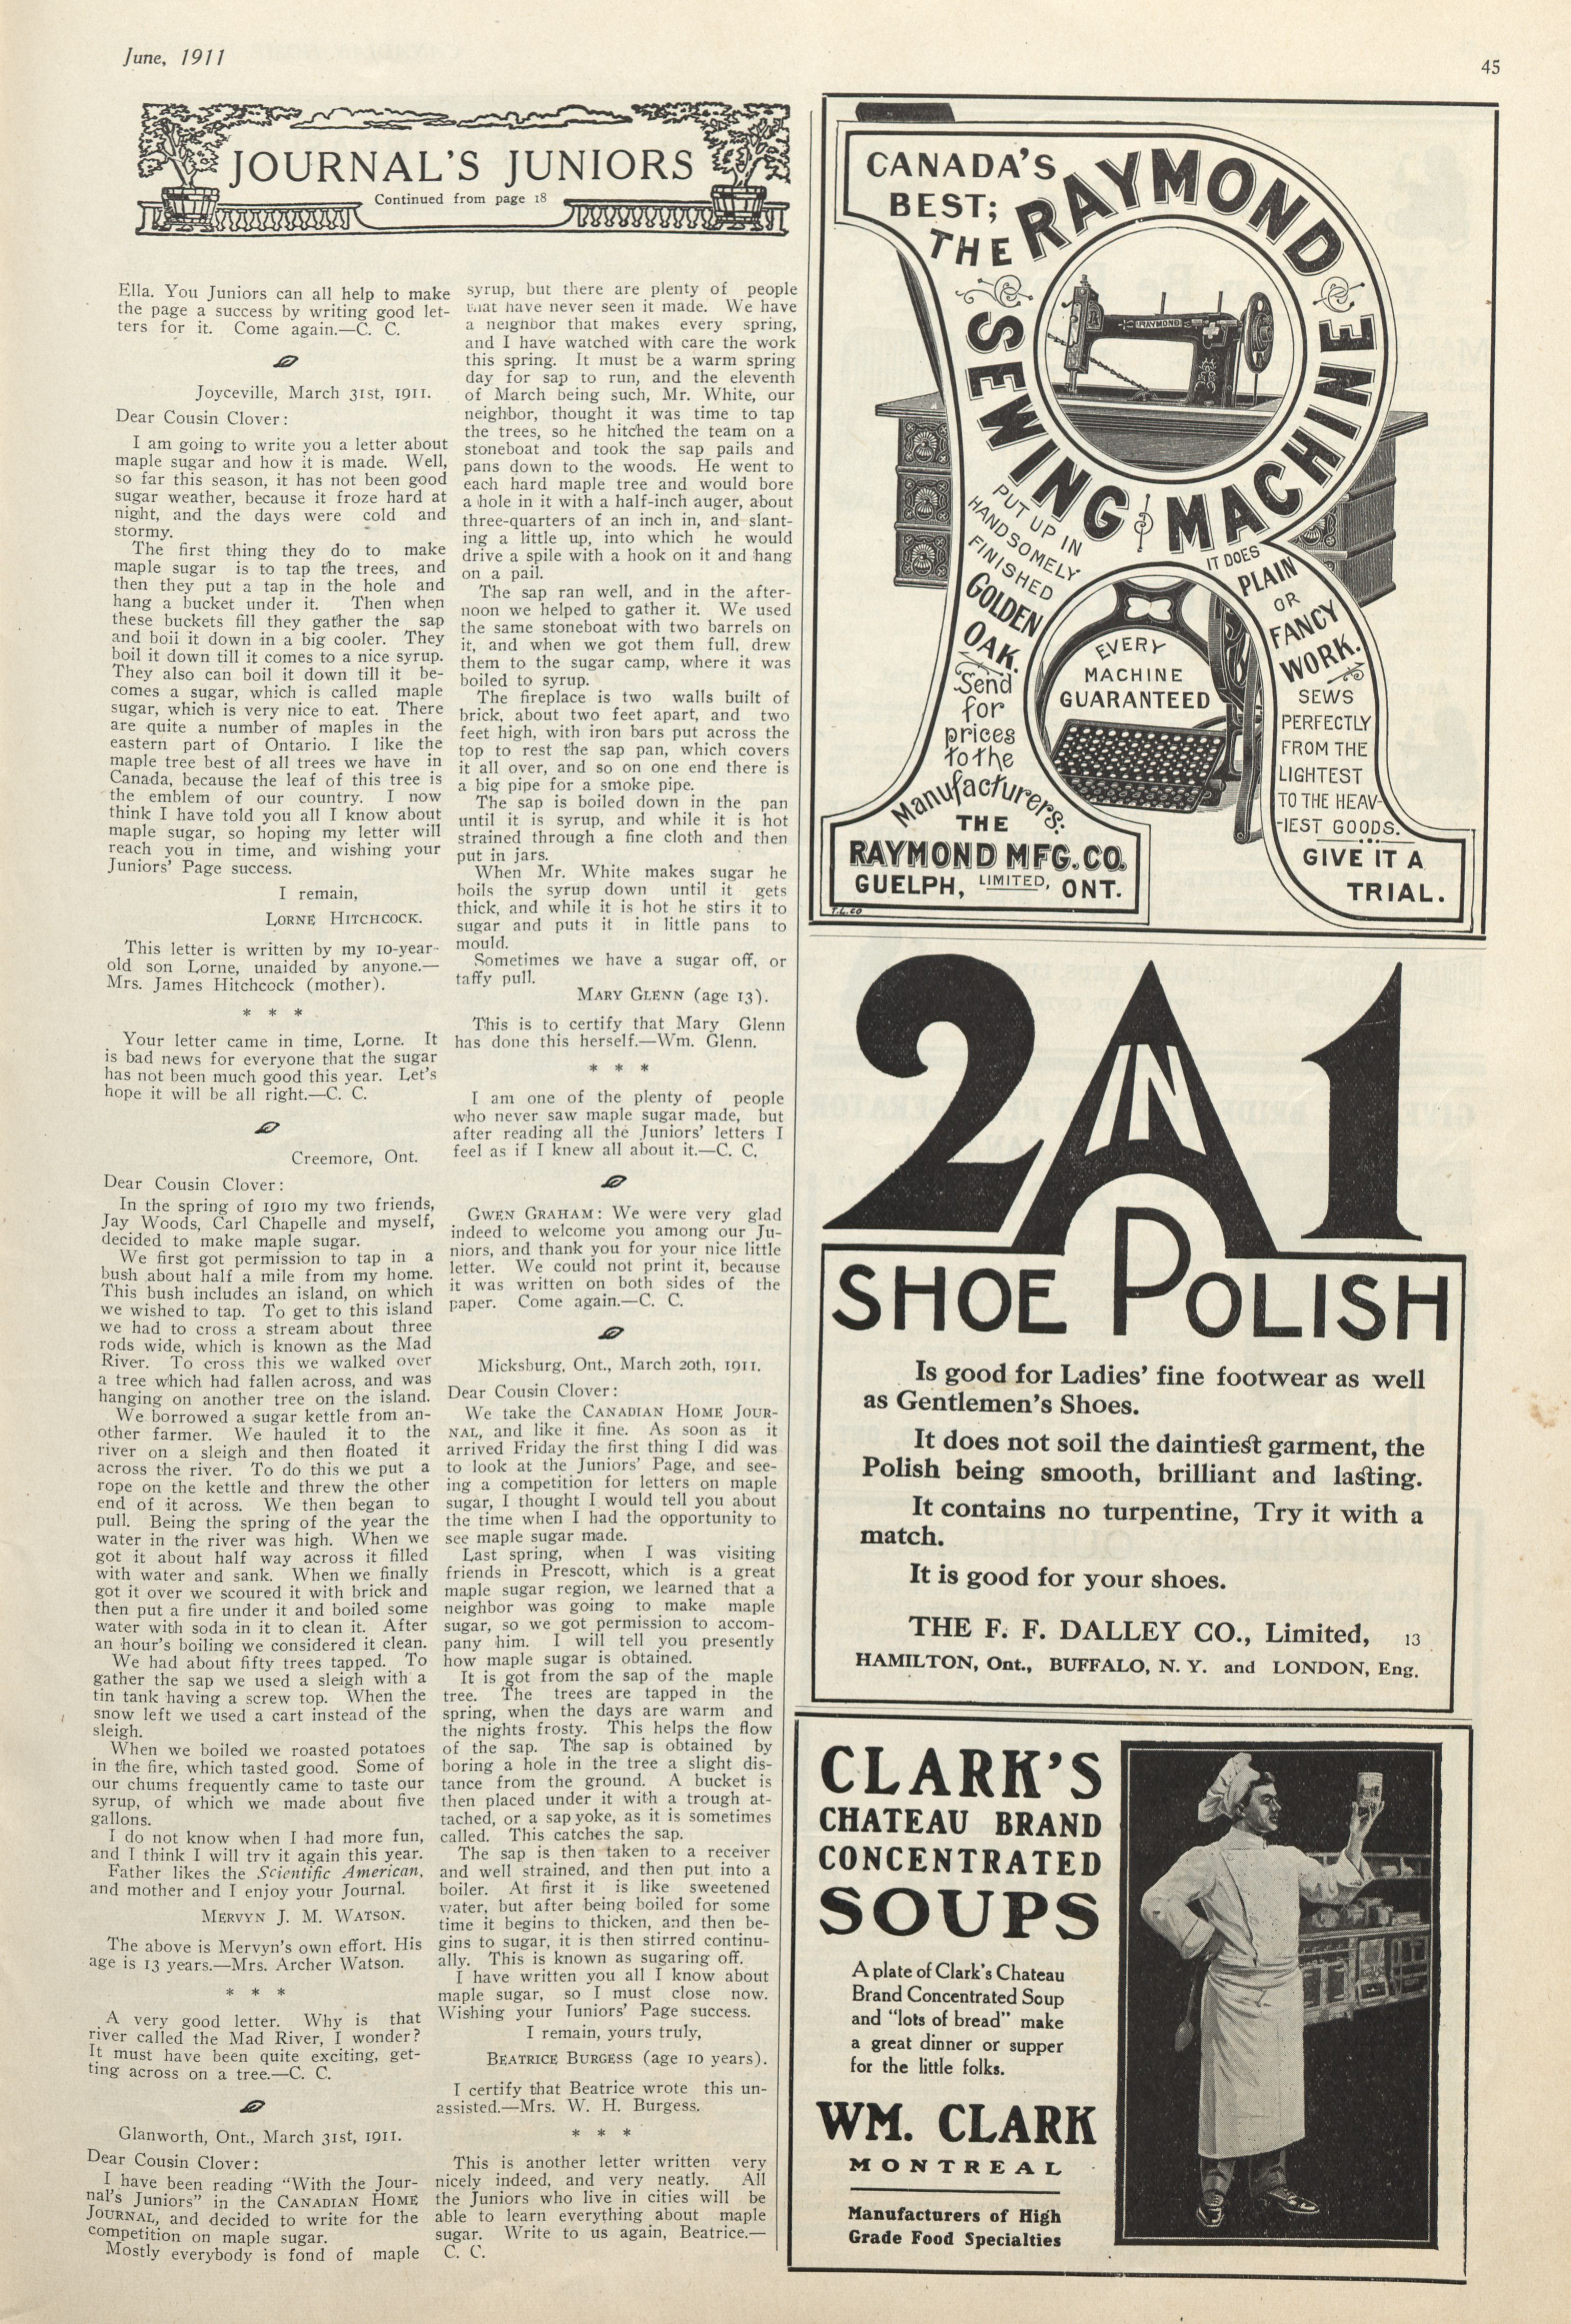 June, 1911
45
JOURNAL'S JUNIORS
Continued from page 18
Ella. You Juniors can all help to make
the page a success by writing good let-
ters for it. Come again.—C. C.
Joyceville, March 31st, 1911.
Dear Cousin Clover:
I am going to write you a letter about
maple sugar and how it is made. Well,
so far this season, it has not been good
sugar weather, because it froze hard at
night, and the days were cold and
stormy.
The first thing they do to make
maple sugar is to tap the trees, and
then they put a tap in the hole and
hang a bucket under it. Then when
these buckets fill they gather the sap
and boil it down in a big cooler. They
boil it down till it comes to a nice syrup.
They also can boil it down till it be-
comes a sugar, which is called maple
sugar, which is very nice to eat. There
are quite a number of maples in the
eastern part of Ontario. I like the
maple tree best of all trees we have in
Canada, because the leaf of this tree is
the emblem of our country. I now
think I have told you all I know about
maple sugar, so hoping my letter will
reach you in time, and wishing your
Juniors' Page success.
I remain,
LORNE HITCHCOCK.
This letter is written by my 10-year-
old son Lorne, unaided by anyone.—
Mrs. James Hitchcock (mother).
* * *
Your letter came in time, Lorne. It
is bad news for everyone that the sugar
has not been much good this year. Let's
hope it will be all right.—C. C.
Creemore, Ont.
Dear Cousin Clover:
In the spring of 1910 my two friends,
Jay Woods, Carl Chapelle and myself,
decided to make maple sugar.
We first got permission to tap in a
bush about half a mile from my home.
This bush includes an island, on which
we wished to tap. To get to this island
we had to cross a stream about three
rods wide, which is known as the Mad
River. To cross this we walked over
a tree which had fallen across, and was
hanging on another tree on the island.
We borrowed a sugar kettle from an-
other farmer. We hauled it to the
river on a sleigh and then floated it
across the river. To do this we put a
rope on the kettle and threw the other
end of it across. We then began to
pull. Being the spring of the year the
water in the river was high. When we
got it about half way across it filled
with water and sank. When we finally
got it over we scoured it with brick and
then put a fire under it and boiled some
water with soda in it to clean it. After
an hour's boiling we considered it clean.
We had about fifty trees tapped. To
gather the sap we used a sleigh with a
tin tank having a screw top. When the
snow left we used a cart instead of the
sleigh.
When we boiled we roasted potatoes
in the fire, which tasted good. Some of
our chums frequently came to taste our
syrup, of which we made about five
gallons.
I do not know when I had more fun,
and I think I will try it again this year.
Father likes the Scientific American,
and mother and I enjoy your Journal.
MERVYN J. M. WATSON.
The above is Mervyn's own effort. His
age is 13 years.—Mrs. Archer Watson.
* * *
A very good letter. Why is that
river called the Mad River, I wonder?
It must have been quite exciting, get-
ting across on a tree.—C. C.
Glanworth, Ont., March 31st, 1911.
Dear Cousin Clover:
I have been reading "With the Jour-
nal's Juniors" in the CANADIAN HOME
JOURNAL, and decided to write for the
competition on maple sugar.
Mostly everybody is fond of maple
syrup, but there are plenty of people
that have never seen it made. We have
a neighbor that makes every spring,
and I have watched with care the work
this spring. It must be a warm spring
day for sap to run, and the eleventh
of March being such, Mr. White, our
neighbor, thought it was time to tap
the trees, so he hitched the team on a
stoneboat and took the sap pails and
pans down to the woods. He went to
each hard maple tree and would bore
a hole in it with a half-inch auger, about
three-quarters of an inch in, and slant-
ing a little up, into which he would
drive a spile with a hook on it and hang
on a pail.
The sap ran well, and in the after-
noon we helped to gather it. We used
the same stoneboat with two barrels on
it, and when we got them full, drew
them to the sugar camp, where it was
boiled to syrup.
The fireplace is two walls built of
brick, about two feet apart, and two
feet high, with iron bars put across the
top to rest the sap pan, which covers
it all over, and so on one end there is
a big pipe for a smoke pipe.
The sap is boiled down in the pan
until it is syrup, and while it is hot
strained through a fine cloth and then
put in jars.
When Mr. White makes sugar he
boils the syrup down until it gets
thick, and while it is hot he stirs it to
sugar and puts it in little pans to
mould.
Sometimes we have a sugar off, or
taffy pull.
MARY GLENN (age 13).
This is to certify that Mary Glenn
has done this herself.—Wm. Glenn.
* * *
I am one of the plenty of people
who never saw maple sugar made, but
after reading all the Juniors' letters I
feel as if I knew all about it.—C. C.
GWEN GRAHAM: We were very glad
indeed to welcome you among our Ju-
niors, and thank you for your nice little
letter. We could not print it, because
it was written on both sides of the
paper. Come again.—C. C.
Micksburg, Ont., March 20th, 1911.
Dear Cousin Clover:
We take the CANADIAN HOME JOUR-
NAL, and like it fine. As soon as it
arrived Friday the first thing I did was
to look at the Juniors' Page, and see-
ing a competition for letters on maple
sugar, I thought I would tell you about
the time when I had the opportunity to
see maple sugar made.
Last spring, when I was visiting
friends in Prescott, which is a great
maple sugar region, we learned that a
neighbor was going to make maple
sugar, so we got permission to accom-
pany him. I will tell you presently
how maple sugar is obtained.
It is got from the sap of the maple
tree. The trees are tapped in the
spring, when the days are warm and
the nights frosty. This helps the flow
of the sap. The sap is obtained by
boring a hole in the tree a slight dis-
tance from the ground. A bucket is
then placed under it with a trough at-
tached, or a sap yoke, as it is sometimes
called. This catches the sap.
The sap is then taken to a receiver
and well strained, and then put into a
boiler. At first it is like sweetened
water, but after being boiled for some
time it begins to thicken, and then be-
gins to sugar, it is then stirred continu-
ally. This is known as sugaring off.
I have written you all I know about
maple sugar, so I must close now.
Wishing your Juniors' Page success.
I remain, yours truly,
BEATRICE BURGESS (age 10 years).
I certify that Beatrice wrote this un-
assisted.—Mrs. W. H. Burgess.
* * *
This is another letter written very
nicely indeed, and very neatly. All
the Juniors who live in cities will be
able to learn everything about maple
sugar. Write to us again, Beatrice.—
C. C.
CANADA'S
BEST;
THE RAYMOND
SEWING MACHINE
RAYMOND
PUT UP IN
HANDSOMELY
FINISHED
GOLDEN
OAK.
Send
for
prices
to the
Manufacturers:
THE
RAYMOND MFG. CO.
GUELPH, LIMITED, ONT.
T.L.CO
EVERY
MACHINE
GUARANTEED
IT DOES
PLAIN
OR
FANCY
WORK.
SEWS
PERFECTLY
FROM THE
LIGHTEST
TO THE HEAV-
-IEST GOODS.
GIVE IT A
TRIAL.
2 IN 1
SHOE POLISH
Is good for Ladies' fine footwear as well
as Gentlemen's Shoes.
It does not soil the daintiest garment, the
Polish being smooth, brilliant and lasting.
It contains no turpentine, Try it with a
match.
It is good for your shoes.
THE F. F. DALLEY CO., Limited, 13
HAMILTON, Ont., BUFFALO, N. Y. and LONDON, Eng.
CLARK'S
CHATEAU BRAND
CONCENTRATED
SOUPS
A plate of Clark's Chateau
Brand Concentrated Soup
and "lots of bread" make
a great dinner or supper
for the little folks.
WM. CLARK
MONTREAL
Manufacturers of High
Grade Food Specialties